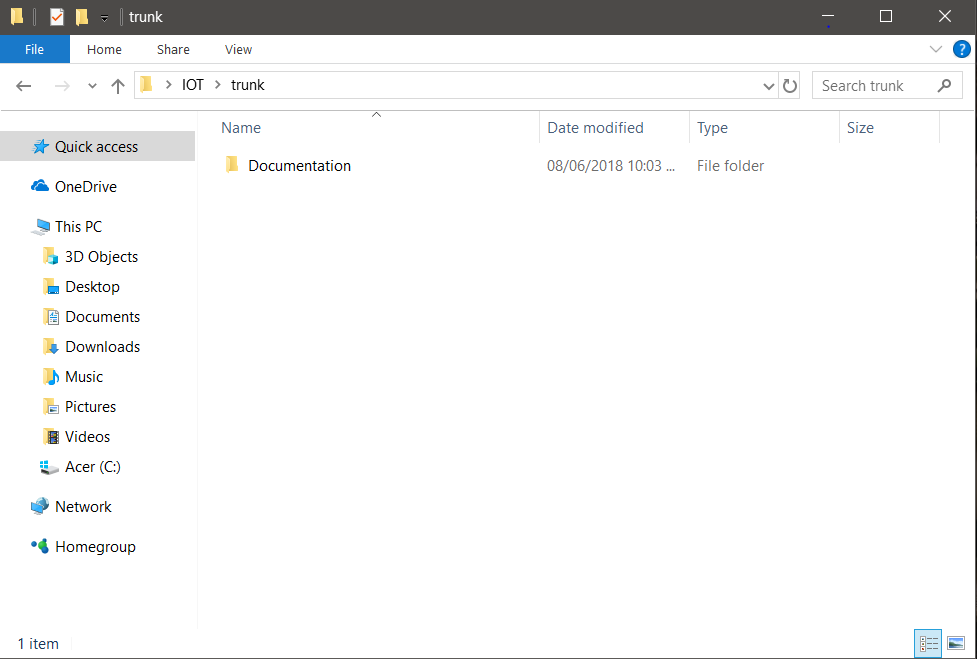 trunk
File Home Share View
IOT trunk Search trunk
Name Date modified Type Size
Documentation 08/06/2018 10:03 ... File folder
Quick access
OneDrive
This PC
3D Objects
Desktop
Documents
Downloads
Music
Pictures
Videos
Acer (C:)
Network
Homegroup
1 item